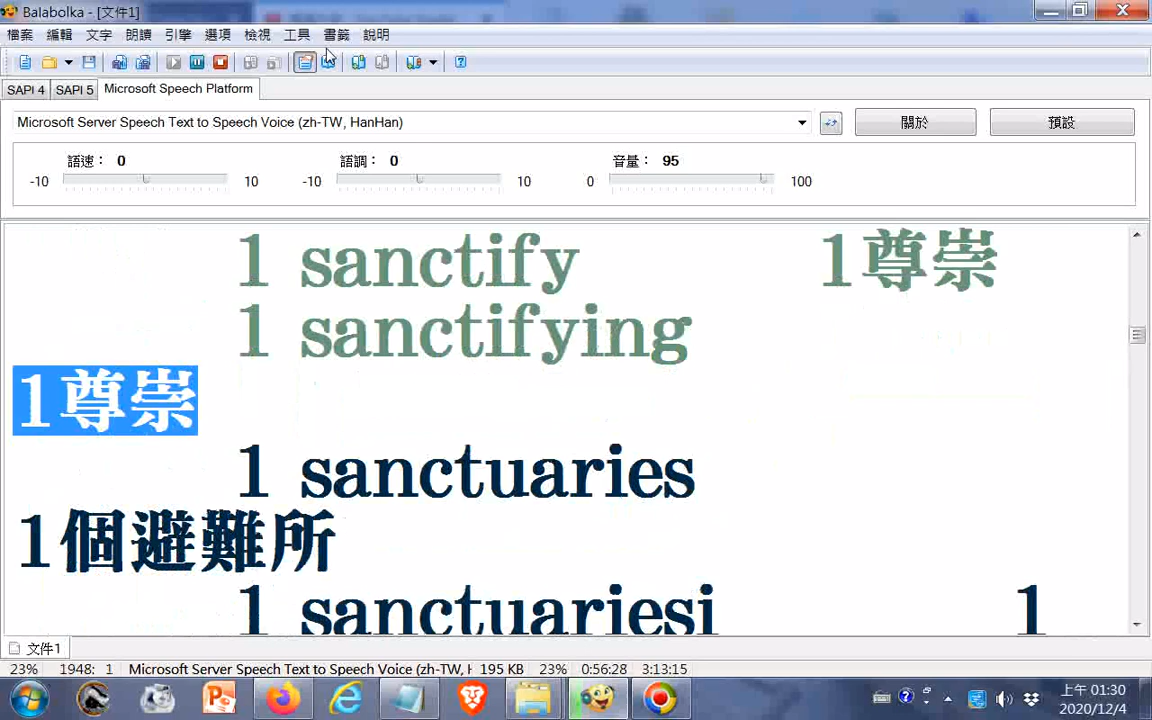 Balabolka - [文件1]
檔案 編輯 文字 朗讀 引擎 選項 檢視 工具 書籤 說明
SAPI 4 SAPI 5 Microsoft Speech Platform
Microsoft Server Speech Text to Speech Voice (zh-TW, HanHan) 關於 預設
語速： 0 語調： 0 音量： 95
-10 10 -10 10 0 100
1 sanctify 1尊崇
1 sanctifying
1尊崇
1 sanctuaries
1個避難所
1 sanctuariesi 1
文件1
23% 1948: 1 Microsoft Server Speech Text to Speech Voice (zh-TW, H 195 KB 23% 0:56:28 3:13:15
上午 01:30
2020/12/4